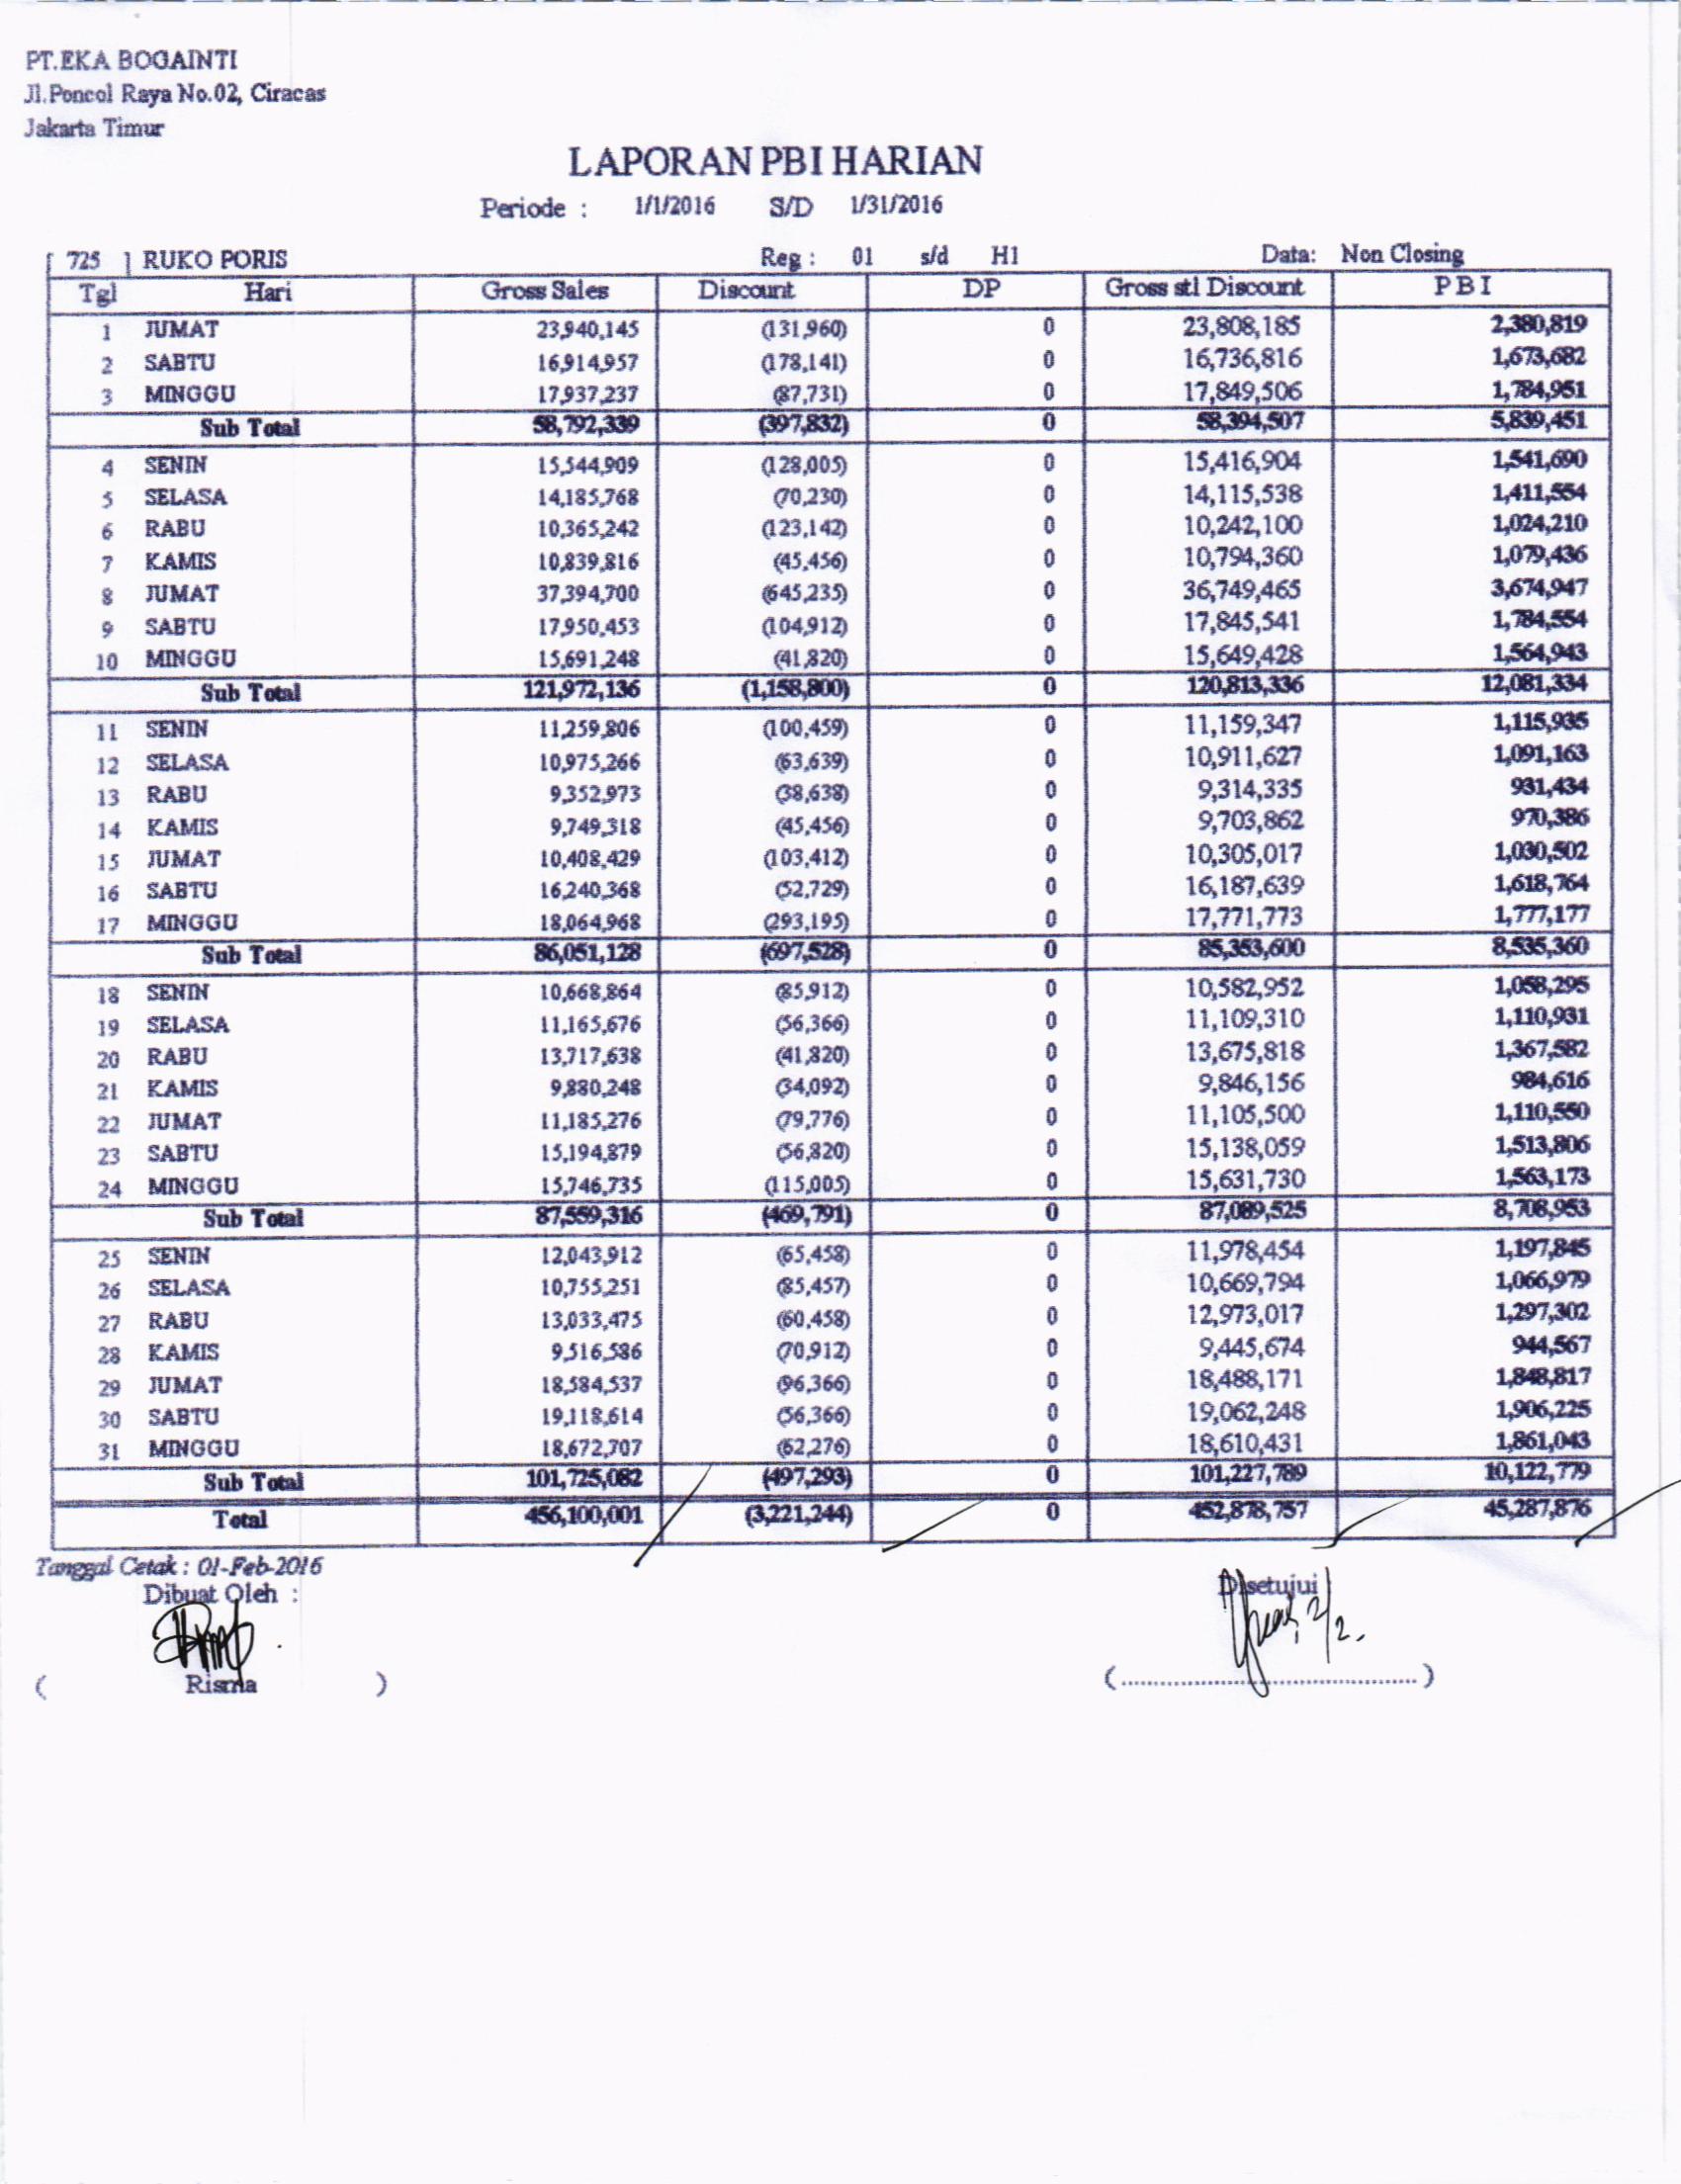 PT.EKA BOGAINTI
Jl.Poncol Raya No.02, Ciracas
Jakarta Timur
LAPORAN PBI HARIAN
Periode : 1/1/2016 S/D 1/31/2016
[ 725 ] RUKO PORIS Reg : 01 s/d H1 Data: Non Closing
Tgl Hari Gross Sales Discount DP Gross stl Discount PBI
1 JUMAT 23,940,145 (131,960) 0 23,808,185 2,380,819
2 SABTU 16,914,957 (178,141) 0 16,736,816 1,673,682
3 MINGGU 17,937,237 (87,731) 0 17,849,506 1,784,951
Sub Total 58,792,339 (397,832) 0 58,394,507 5,839,451
4 SENIN 15,544,909 (128,005) 0 15,416,904 1,541,690
5 SELASA 14,185,768 (70,230) 0 14,115,538 1,411,554
6 RABU 10,365,242 (123,142) 0 10,242,100 1,024,210
7 KAMIS 10,839,816 (45,456) 0 10,794,360 1,079,436
8 JUMAT 37,394,700 (645,235) 0 36,749,465 3,674,947
9 SABTU 17,950,453 (104,912) 0 17,845,541 1,784,554
10 MINGGU 15,691,248 (41,820) 0 15,649,428 1,564,943
Sub Total 121,972,136 (1,158,800) 0 120,813,336 12,081,334
11 SENIN 11,259,806 (100,459) 0 11,159,347 1,115,935
12 SELASA 10,975,266 (63,639) 0 10,911,627 1,091,163
13 RABU 9,352,973 (38,638) 0 9,314,335 931,434
14 KAMIS 9,749,318 (45,456) 0 9,703,862 970,386
15 JUMAT 10,408,429 (103,412) 0 10,305,017 1,030,502
16 SABTU 16,240,368 (52,729) 0 16,187,639 1,618,764
17 MINGGU 18,064,968 (293,195) 0 17,771,773 1,777,177
Sub Total 86,051,128 (697,528) 0 85,353,600 8,535,360
18 SENIN 10,668,864 (85,912) 0 10,582,952 1,058,295
19 SELASA 11,165,676 (56,366) 0 11,109,310 1,110,931
20 RABU 13,717,638 (41,820) 0 13,675,818 1,367,582
21 KAMIS 9,880,248 (34,092) 0 9,846,156 984,616
22 JUMAT 11,185,276 (79,776) 0 11,105,500 1,110,550
23 SABTU 15,194,879 (56,820) 0 15,138,059 1,513,806
24 MINGGU 15,746,735 (115,005) 0 15,631,730 1,563,173
Sub Total 87,559,316 (469,791) 0 87,089,525 8,708,953
25 SENIN 12,043,912 (65,458) 0 11,978,454 1,197,845
26 SELASA 10,755,251 (85,457) 0 10,669,794 1,066,979
27 RABU 13,033,475 (60,458) 0 12,973,017 1,297,302
28 KAMIS 9,516,586 (70,912) 0 9,445,674 944,567
29 JUMAT 18,584,537 (96,366) 0 18,488,171 1,848,817
30 SABTU 19,118,614 (56,366) 0 19,062,248 1,906,225
31 MINGGU 18,672,707 (62,276) 0 18,610,431 1,861,043
Sub Total 101,725,082 (497,293) 0 101,227,789 10,122,779
Total 456,100,001 (3,221,244) 0 452,878,757 45,287,876
Tanggal Cetak : 01-Feb-2016
Dibuat Oleh : Disetujui
2/2.
( Risma ) (..................................................)